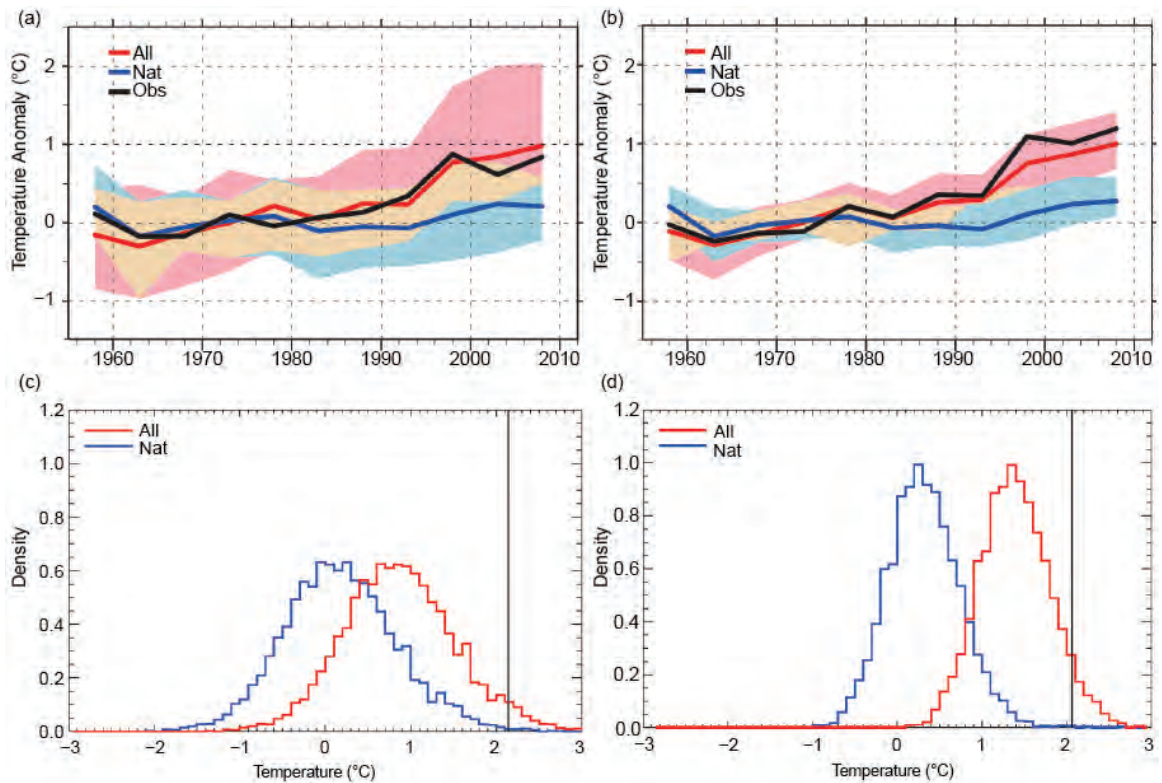 (a)
All
Nat
Obs
Temperature Anomaly (°C)
2
1
0
−1
1960 1970 1980 1990 2000 2010
(b)
All
Nat
Obs
Temperature Anomaly (°C)
2
1
0
−1
1960 1970 1980 1990 2000 2010
(c)
All
Nat
Density
1.2
1.0
0.8
0.6
0.4
0.2
0.0
−3 −2 −1 0 1 2 3
Temperature (°C)
(d)
All
Nat
Density
1.2
1.0
0.8
0.6
0.4
0.2
0.0
−3 −2 −1 0 1 2 3
Temperature (°C)